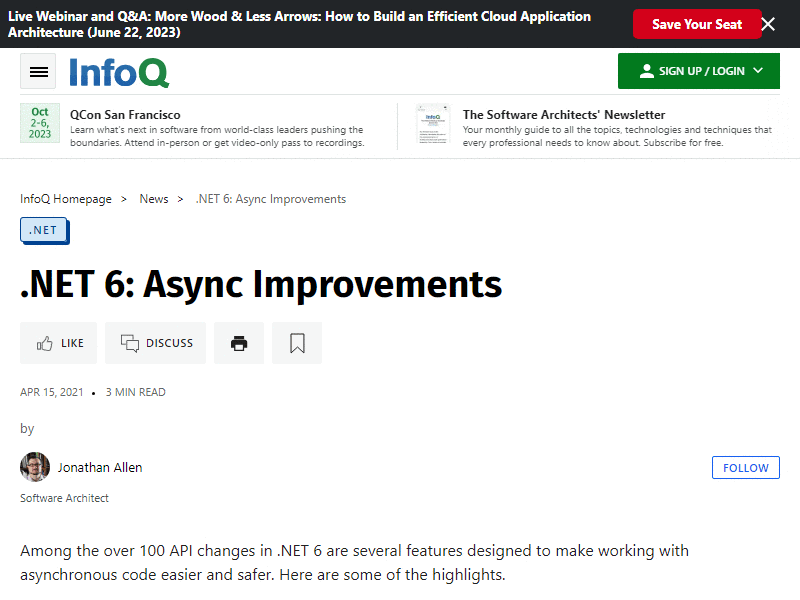 Live Webinar and Q&A: More Wood & Less Arrows: How to Build an Efficient Cloud Application
Architecture (June 22, 2023)
Save Your Seat
InfoQ
SIGN UP / LOGIN
Oct
2-6,
2023
QCon San Francisco
Learn what's next in software from world-class leaders pushing the
boundaries. Attend in-person or get video-only pass to recordings.
InfoQ
The Software Architects' Newsletter
Your monthly guide to all the topics, technologies and techniques that
every professional needs to know about. Subscribe for free.
InfoQ Homepage > News > .NET 6: Async Improvements
.NET
.NET 6: Async Improvements
LIKE
DISCUSS
APR 15, 2021 • 3 MIN READ
by
Jonathan Allen
FOLLOW
Software Architect
Among the over 100 API changes in .NET 6 are several features designed to make working with
asynchronous code easier and safer. Here are some of the highlights.